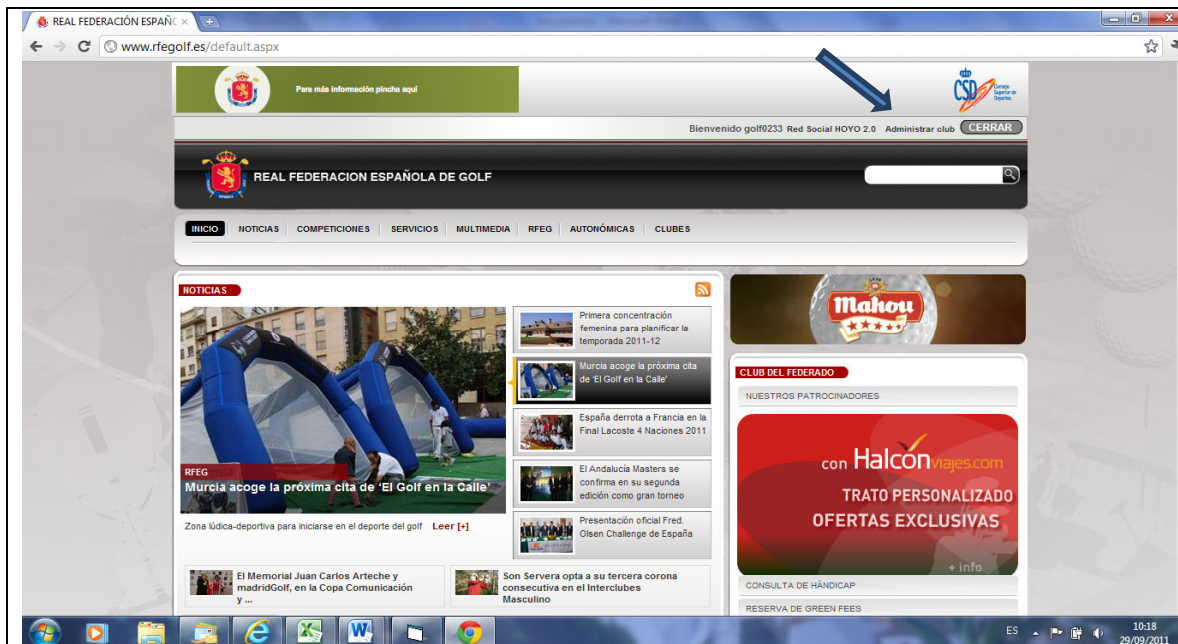 REAL FEDERACIÓN ESPAÑC
www.rfegolf.es/default.aspx
Para más información pincha aquí
CSD Consejo
Superior de
Deportes
Bienvenido golf0233 Red Social HOYO 2.0 Administrar club CERRAR
REAL FEDERACION ESPAÑOLA DE GOLF
INICIO NOTICIAS COMPETICIONES SERVICIOS MULTIMEDIA RFEG AUTONÓMICAS CLUBES
NOTICIAS
RFEG
Murcia acoge la próxima cita de 'El Golf en la Calle'
Zona lúdica-deportiva para iniciarse en el deporte del golf Leer [+]
Primera concentración
femenina para planificar la
temporada 2011-12
Murcia acoge la próxima cita
de 'El Golf en la Calle'
España derrota a Francia en la
Final Lacoste 4 Naciones 2011
El Andalucía Masters se
confirma en su segunda
edición como gran torneo
Presentación oficial Fred.
Olsen Challenge de España
El Memorial Juan Carlos Arteche y
madridGolf, en la Copa Comunicación
y ...
Son Servera opta a su tercera corona
consecutiva en el Interclubes
Masculino
Mahou
CLUB DEL FEDERADO
NUESTROS PATROCINADORES
con Halcónviajes.com
TRATO PERSONALIZADO
OFERTAS EXCLUSIVAS
+ info
CONSULTA DE HÁNDICAP
RESERVA DE GREEN FEES
ES
10:18
29/09/2011